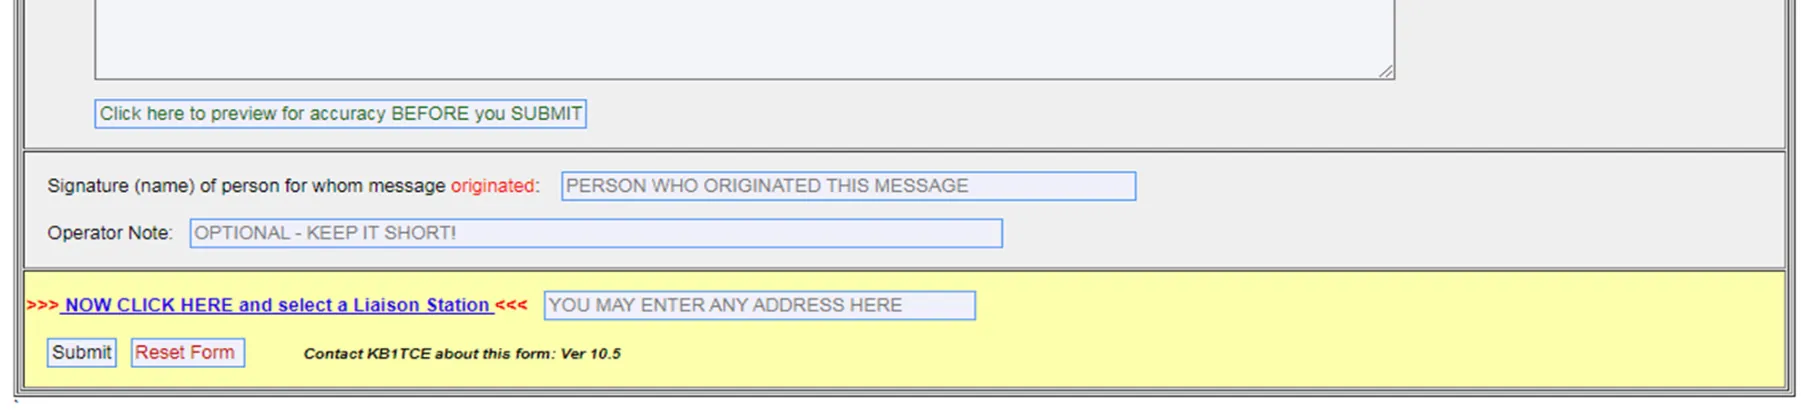 Click here to preview for accuracy BEFORE you SUBMIT
Signature (name) of person for whom message originated: PERSON WHO ORIGINATED THIS MESSAGE
Operator Note: OPTIONAL - KEEP IT SHORT!
>>> NOW CLICK HERE and select a Liaison Station <<< YOU MAY ENTER ANY ADDRESS HERE
Submit Reset Form Contact KB1TCE about this form: Ver 10.5